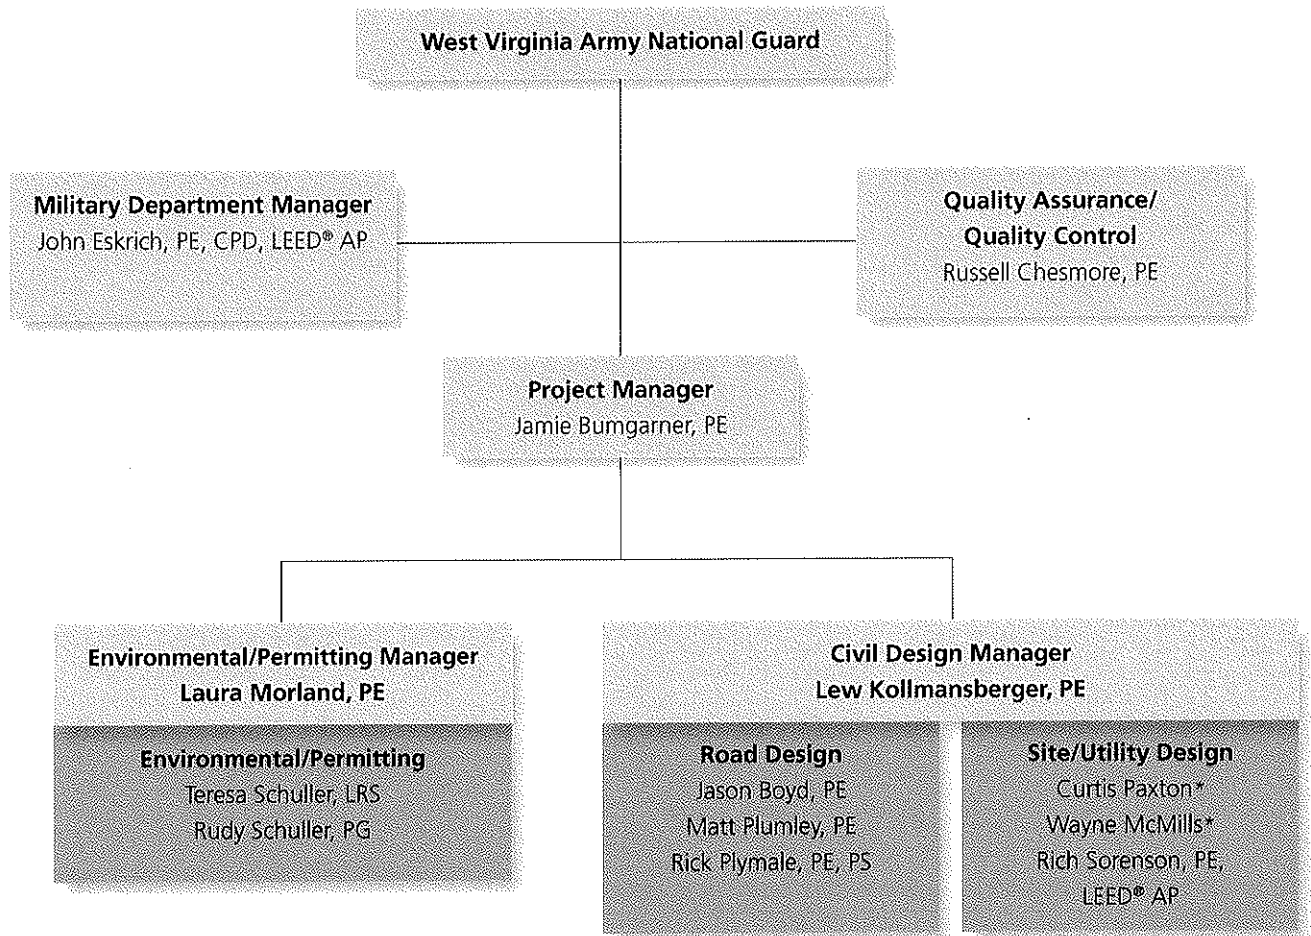 West Virginia Army National Guard
Military Department Manager
John Eskrich, PE, CPD, LEED® AP
Quality Assurance/
Quality Control
Russell Chesmore, PE
Project Manager
Jamie Bumgarner, PE
Environmental/Permitting Manager
Laura Morland, PE
Environmental/Permitting
Teresa Schuller, LRS
Rudy Schuller, PG
Civil Design Manager
Lew Kollmansberger, PE
Road Design
Jason Boyd, PE
Matt Plumley, PE
Rick Plymale, PE, PS
Site/Utility Design
Curtis Paxton*
Wayne McMills*
Rich Sorenson, PE,
LEED® AP